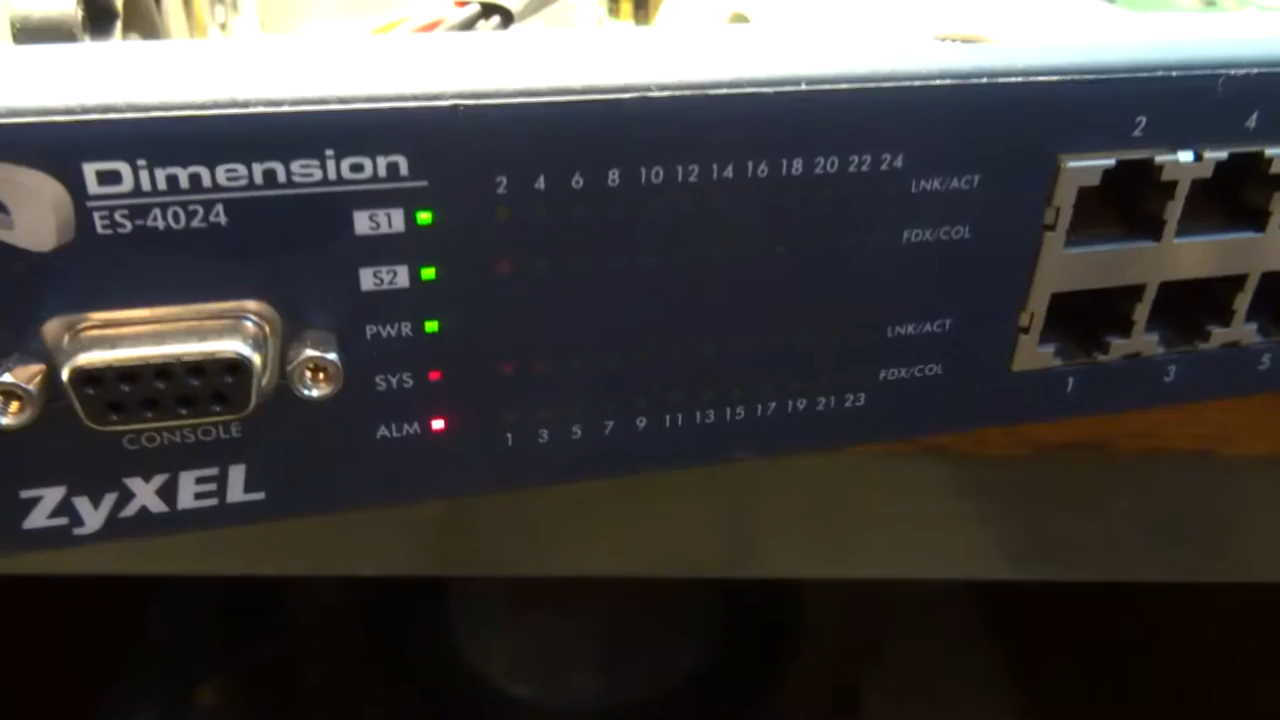 Dimension
ES-4024
S1
S2
PWR
SYS
ALM
2 4 6 8 10 12 14 16 18 20 22 24
LNK/ACT
FDX/COL
LNK/ACT
FDX/COL
1 3 5 7 9 11 13 15 17 19 21 23
CONSOLE
ZyXEL
2 4
1 3 5